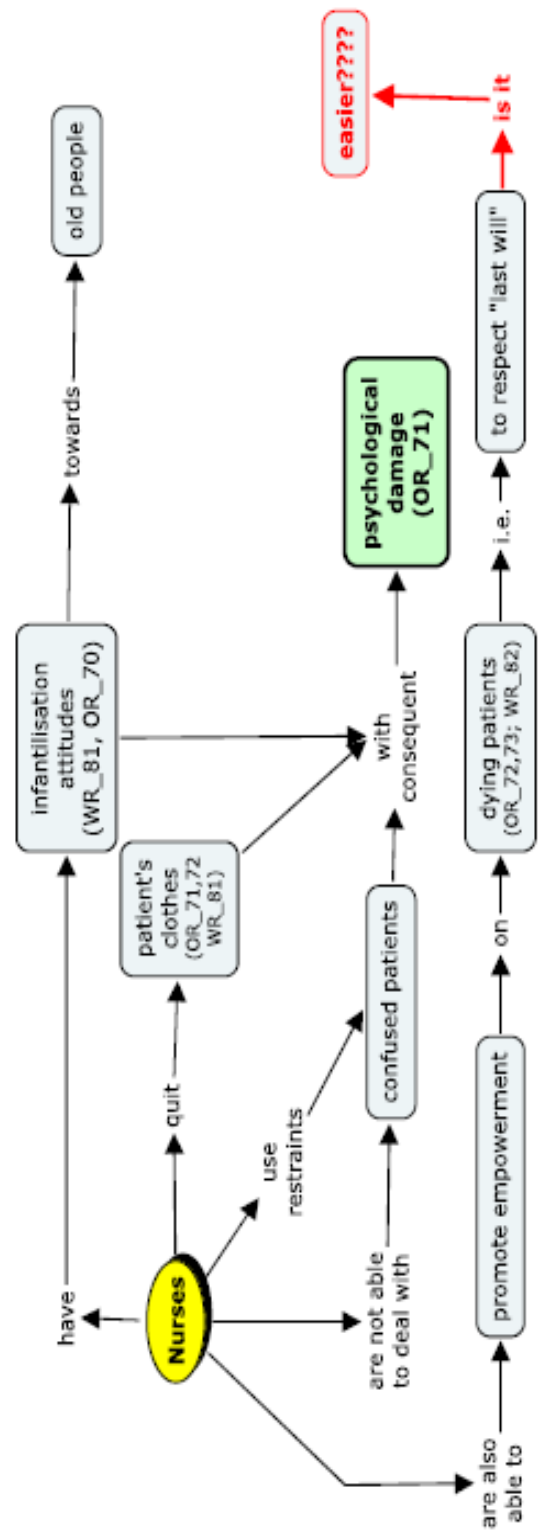 have
infantilisation
attitudes
(WR_81, OR_70)
towards
old people
Nurses
quit
patient's
clothes
(OR_71,72
WR_81)
use
restraints
are not able
to deal with
confused patients
with
consequent
psychological
damage
(OR_71)
are also
able to
promote empowerment
on
dying patients
(OR_72,73; WR_82)
i.e.
to respect "last will"
is it
easier????